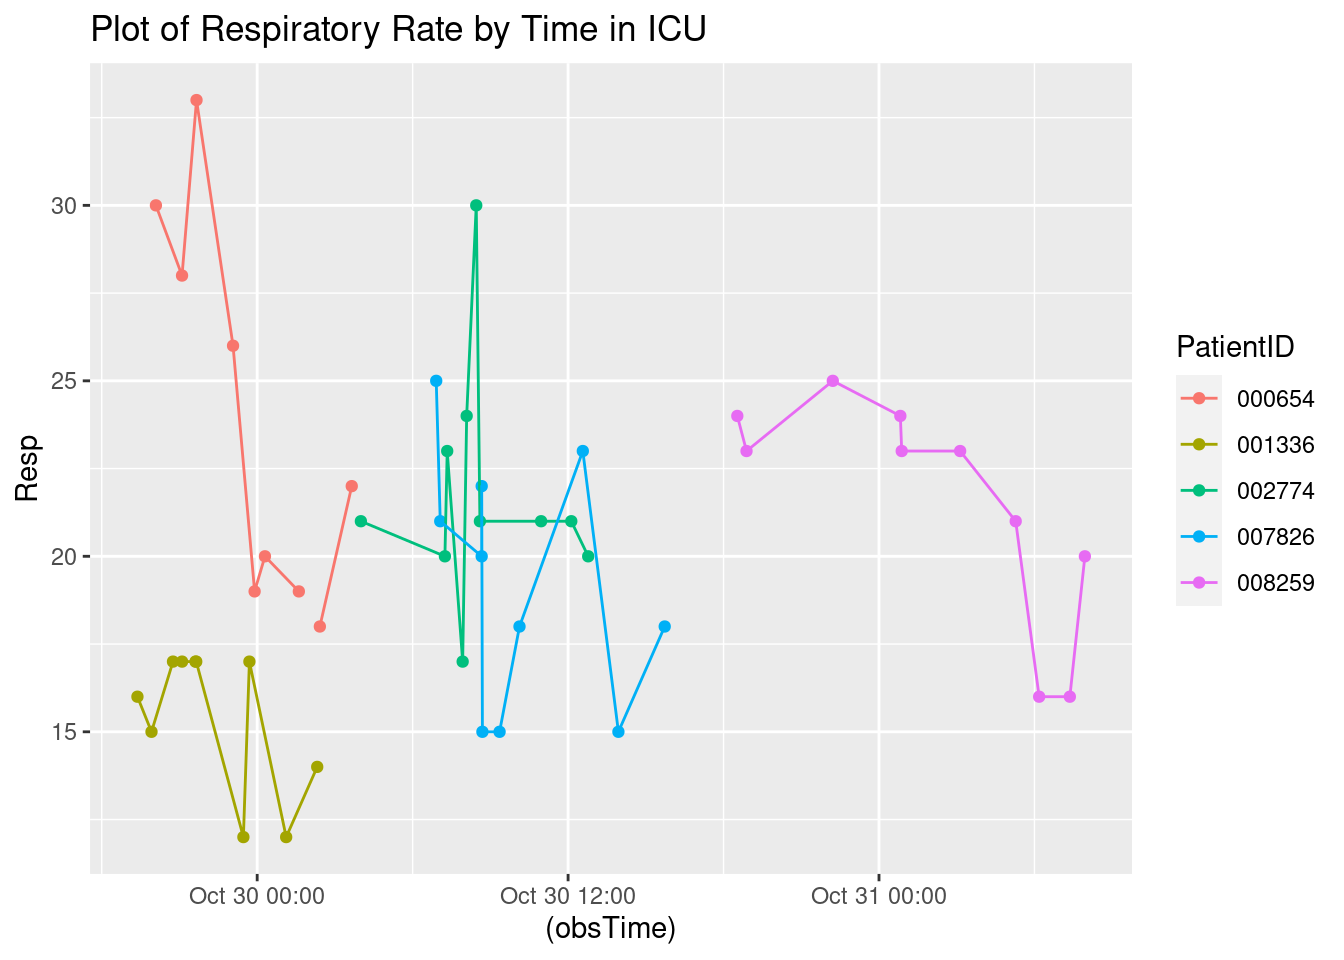 Plot of Respiratory Rate by Time in ICU
Resp
30
25
20
15
Oct 30 00:00
Oct 30 12:00
Oct 31 00:00
(obsTime)
PatientID
000654
001336
002774
007826
008259